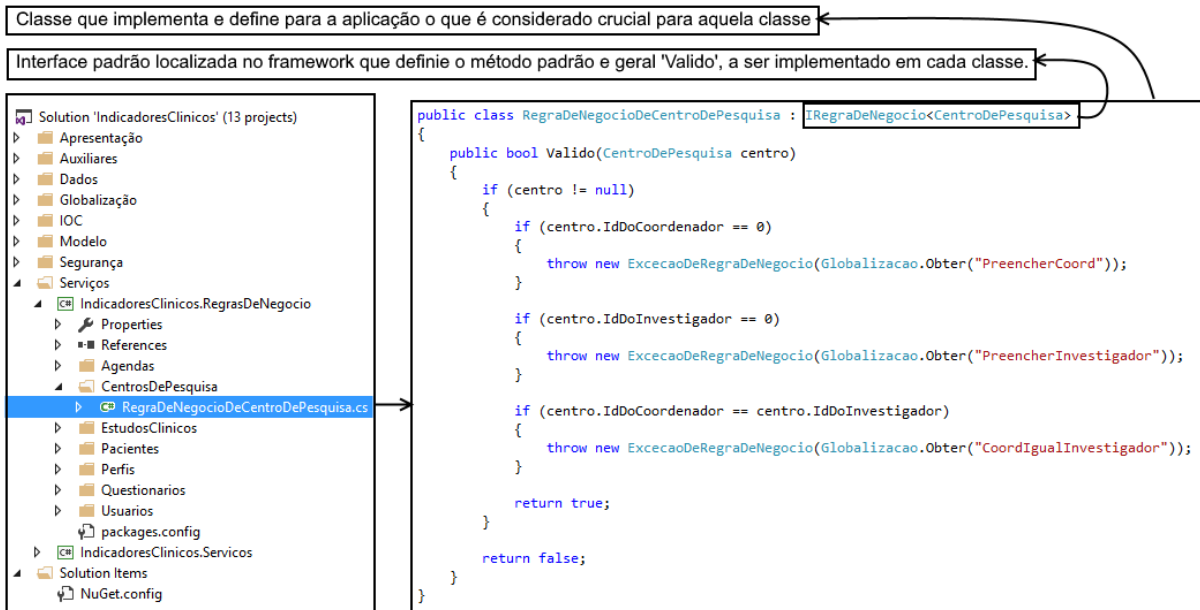 Classe que implementa e define para a aplicação o que é considerado crucial para aquela classe
Interface padrão localizada no framework que definie o método padrão e geral 'Valido', a ser implementado em cada classe.
Solution 'IndicadoresClinicos' (13 projects)
Apresentação
Auxiliares
Dados
Globalização
IOC
Modelo
Segurança
Serviços
C# IndicadoresClinicos.RegrasDeNegocio
Properties
References
Agendas
CentrosDePesquisa
C# RegraDeNegocioDeCentroDePesquisa.cs
EstudosClinicos
Pacientes
Perfis
Questionarios
Usuarios
packages.config
C# IndicadoresClinicos.Servicos
Solution Items
NuGet.config
public class RegraDeNegocioDeCentroDePesquisa : IRegraDeNegocio<CentroDePesquisa>
{
public bool Valido(CentroDePesquisa centro)
{
if (centro != null)
{
if (centro.IdDoCoordenador == 0)
{
throw new ExcecaoDeRegraDeNegocio(Globalizacao.Obter("PreencherCoord"));
}
if (centro.IdDoInvestigador == 0)
{
throw new ExcecaoDeRegraDeNegocio(Globalizacao.Obter("PreencherInvestigador"));
}
if (centro.IdDoCoordenador == centro.IdDoInvestigador)
{
throw new ExcecaoDeRegraDeNegocio(Globalizacao.Obter("CoordIgualInvestigador"));
}
return true;
}
return false;
}
}